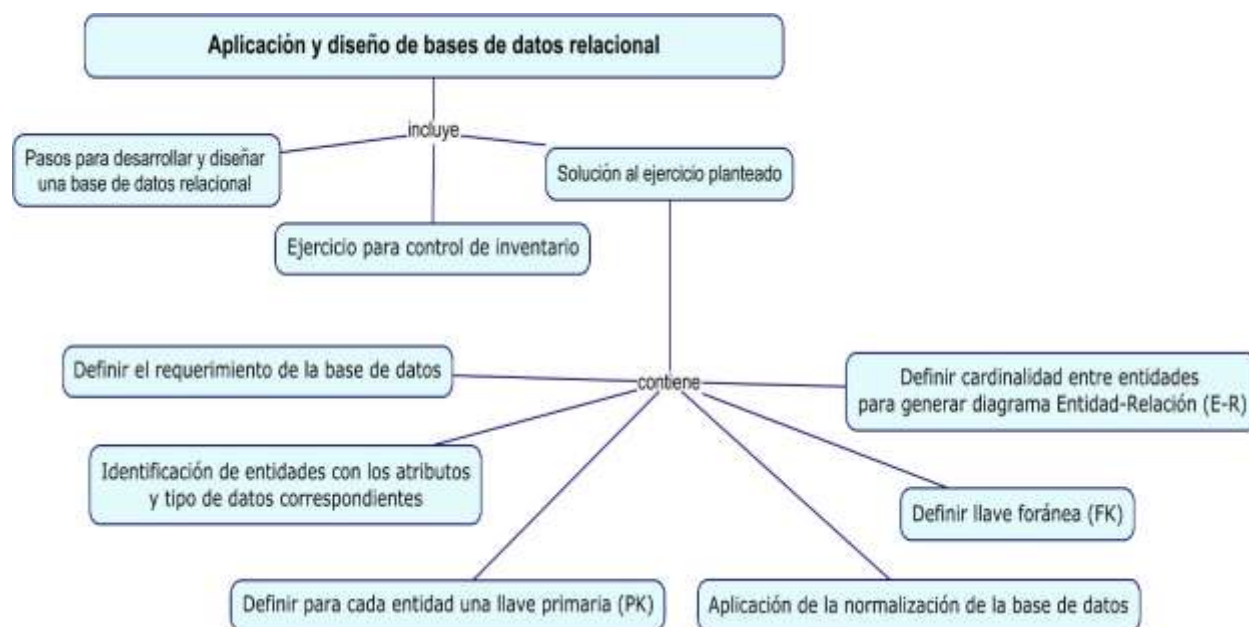 Aplicación y diseño de bases de datos relacional
incluye
Pasos para desarrollar y diseñar
una base de datos relacional
Solución al ejercicio planteado
Ejercicio para control de inventario
contiene
Definir el requerimiento de la base de datos
Definir cardinalidad entre entidades
para generar diagrama Entidad-Relación (E-R)
Identificación de entidades con los atributos
y tipo de datos correspondientes
Definir llave foránea (FK)
Definir para cada entidad una llave primaria (PK)
Aplicación de la normalización de la base de datos